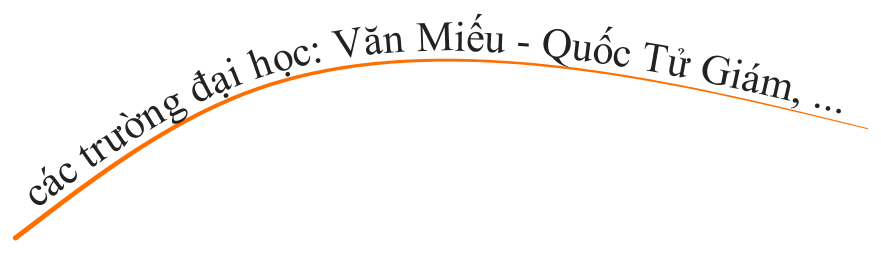 các trường đại học: Văn Miếu - Quốc Tử Giám, ...